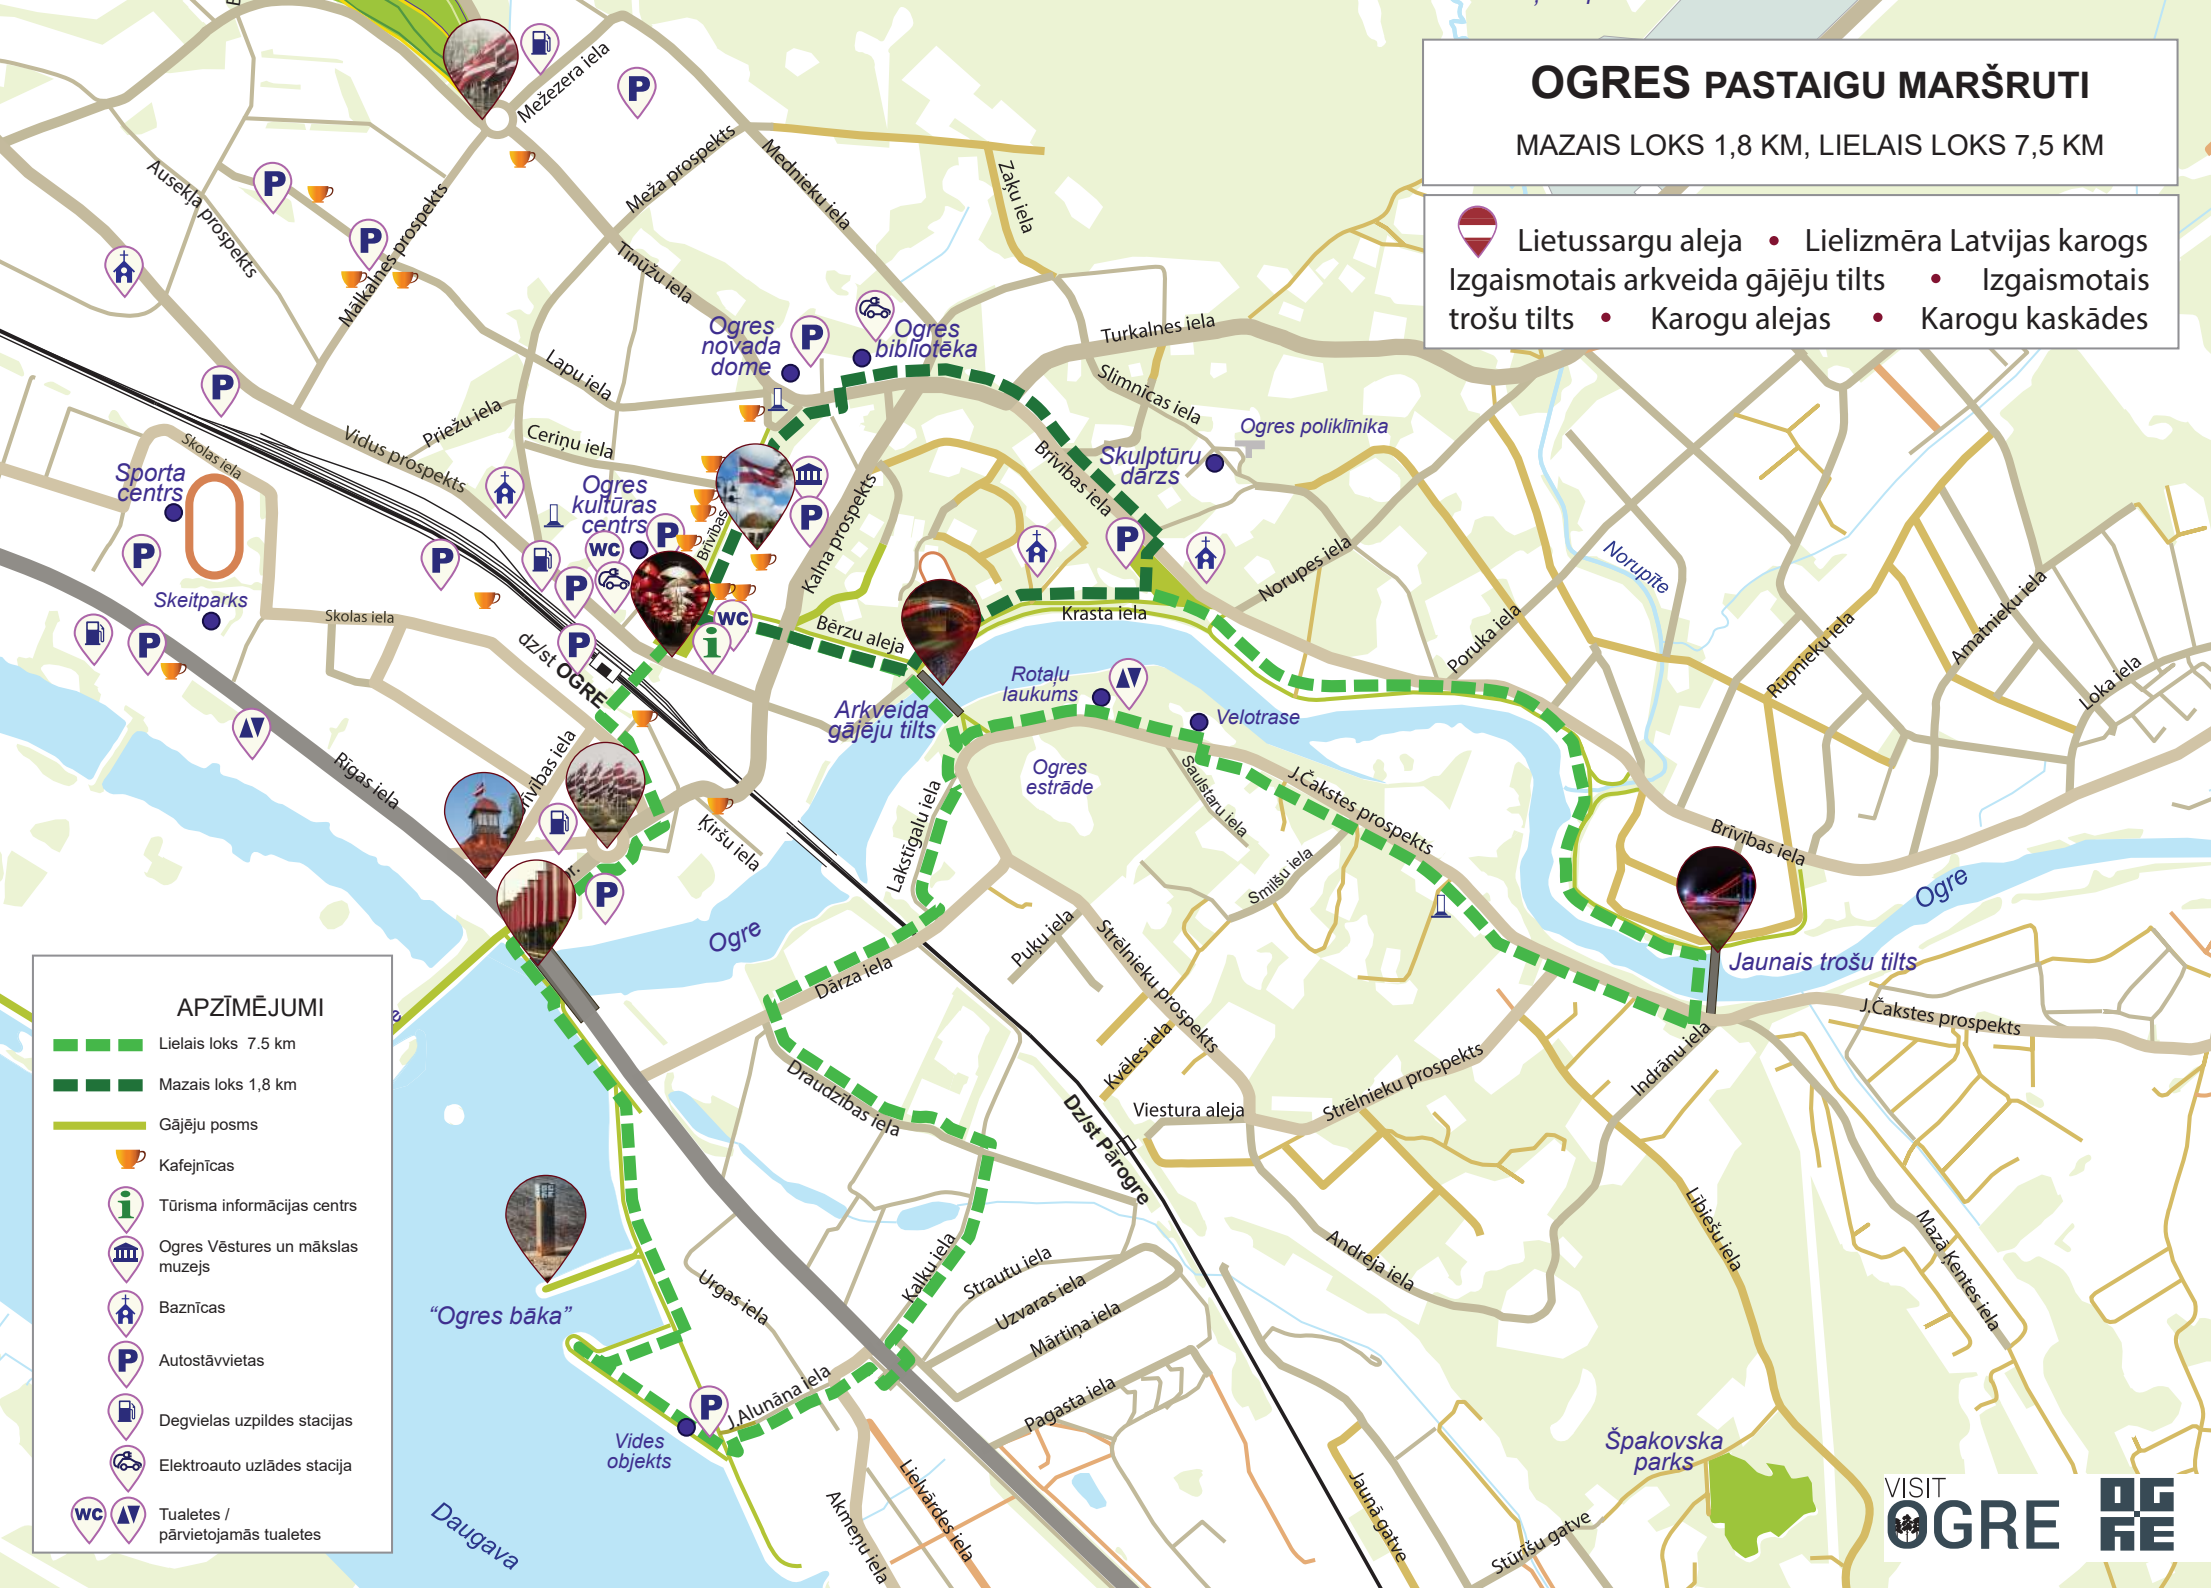 OGRES PASTAIGU MARŠRUTI
MAZAIS LOKS 1,8 KM, LIELAIS LOKS 7,5 KM
Lietussargu aleja • Lielizmēra Latvijas karogs
Izgaismotais arkveida gājēju tilts • Izgaismotais
trošu tilts • Karogu alejas • Karogu kaskādes
Mežezera iela
P
Meža prospekts
Mednieku iela
Zaķu iela
Ausekļa prospekts
P
P
Mālkalnes prospekts
Tīnūžu iela
Ogres
novada
dome
P
Ogres
bibliotēka
Turkalnes iela
Slimnīcas iela
Lapu iela
P
Priežu iela
Ceriņu iela
Vidus prospekts
Skolas iela
Sporta
centrs
Ogres
kultūras
centrs
Ogres poliklīnika
Skulptūru
dārzs
Brīvības iela
P
P
P
WC
P
P
P
Brīvības
Kalna prospekts
Skeitparks
Skolas iela
P
P
dz/st OGRE
WC
i
Bērzu aleja
Krasta iela
Norupes iela
Norupīte
Poruka iela
Rūpnieku iela
Amatnieku iela
Loka iela
Arkveida
gājēju tilts
Rotaļu
laukums
Velotrase
Ogres
estrāde
Saulstaru iela
J.Čakstes prospekts
Rīgas iela
Brīvības iela
Ķiršu iela
Lakstīgalu iela
Smilšu iela
Brīvības iela
Ogre
Ogre
P
Puķu iela
Strēlnieku prospekts
Dārza iela
Jaunais trošu tilts
J.Čakstes prospekts
Indrānu iela
Kvēles iela
Draudzības iela
Viestura aleja
Strēlnieku prospekts
Dz/st Pārogre
Lībiešu iela
Mazā Ķentes iela
Andreja iela
Kalku iela
Strautu iela
Uzvaras iela
Mārtiņa iela
Urgas iela
"Ogres bāka"
P
J.Alunāna iela
Pagasta iela
Vides
objekts
Daugava
Akmeņu iela
Lielvārdes iela
Jaunā gatve
Stūrīšu gatve
Špakovska
parks
APZĪMĒJUMI
Lielais loks 7.5 km
Mazais loks 1,8 km
Gājēju posms
Kafejnīcas
i
Tūrisma informācijas centrs
Ogres Vēstures un mākslas
muzejs
Baznīcas
P
Autostāvvietas
Degvielas uzpildes stacijas
Elektroauto uzlādes stacija
WC
Tualetes /
pārvietojamās tualetes
VISIT
OGRE
OG
RE